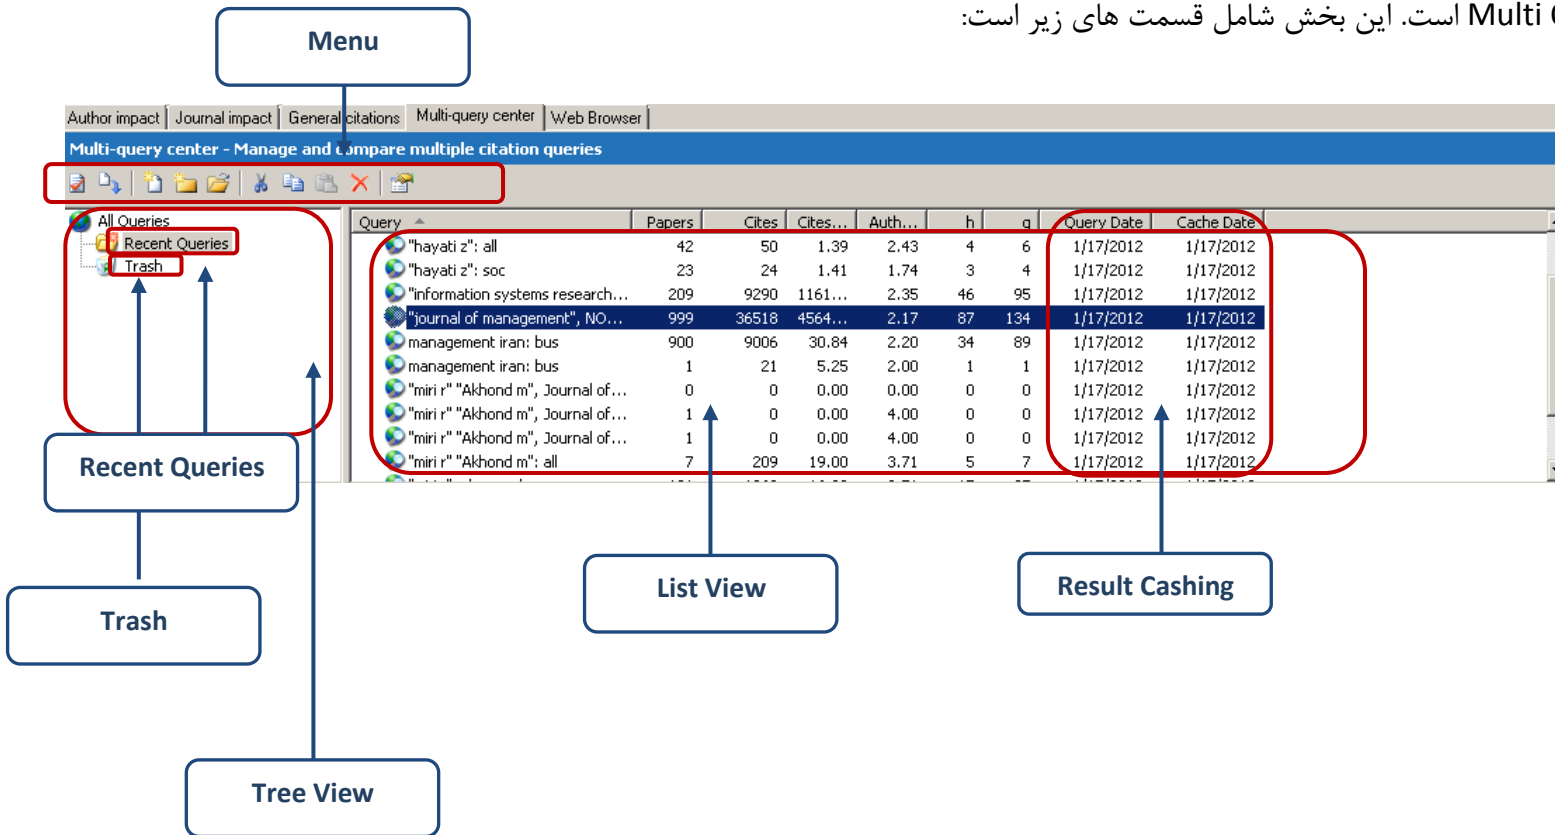 Multi است. این بخش شامل قسمت های زیر است:
Menu
Author impact Journal impact General citations Multi-query center Web Browser
Multi-query center - Manage and compare multiple citation queries
All Queries
Recent Queries
Trash
Query Papers Cites Cites... Auth... h g Query Date Cache Date
"hayati z": all 42 50 1.39 2.43 4 6 1/17/2012 1/17/2012
"hayati z": soc 23 24 1.41 1.74 3 4 1/17/2012 1/17/2012
"information systems research... 209 9290 1161... 2.35 46 95 1/17/2012 1/17/2012
"journal of management", NO... 999 36518 4564... 2.17 87 134 1/17/2012 1/17/2012
management iran: bus 900 9006 30.84 2.20 34 89 1/17/2012 1/17/2012
management iran: bus 1 21 5.25 2.00 1 1 1/17/2012 1/17/2012
"miri r" "Akhond m", Journal of... 0 0 0.00 0.00 0 0 1/17/2012 1/17/2012
"miri r" "Akhond m", Journal of... 1 0 0.00 4.00 0 0 1/17/2012 1/17/2012
"miri r" "Akhond m", Journal of... 1 0 0.00 4.00 0 0 1/17/2012 1/17/2012
"miri r" "Akhond m": all 7 209 19.00 3.71 5 7 1/17/2012 1/17/2012
Recent Queries
List View
Result Cashing
Trash
Tree View